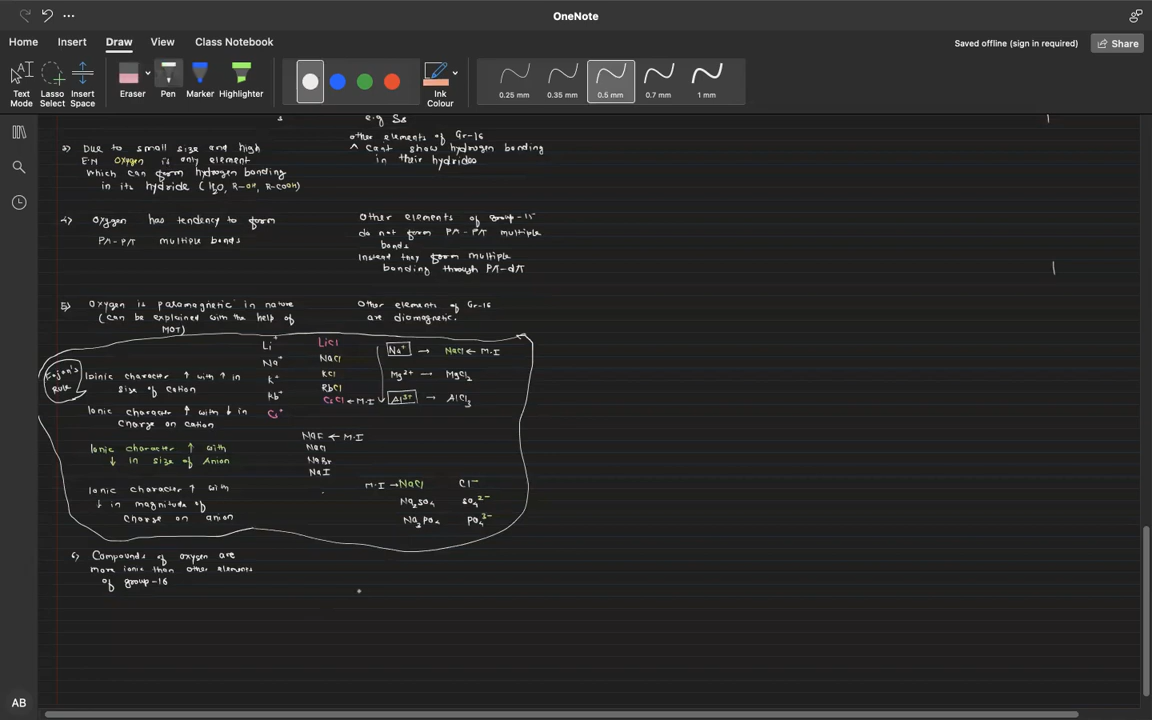 OneNote
Home Insert Draw View Class Notebook
Saved offline (sign in required)
Share
Text Mode
Lasso Select
Insert Space
Eraser
Pen
Marker
Highlighter
Ink Colour
0.25 mm
0.35 mm
0.5 mm
0.7 mm
1 mm
e.g S8
3) Due to small size and high
E.N Oxygen is only element
which can form hydrogen bonding
in its hydride (H2O, R-OH, R-COOH)
other elements of Gr-16
^ Cant show hydrogen bonding
in their hydrides
4) Oxygen has tendency to form
Pπ-Pπ multiple bonds
Other elements of group-15
do not form Pπ-Pπ multiple
bonds
Instead they form multiple
bonding through Pπ-dπ
5) Oxygen is paramagnetic in nature
(can be explained with the help of
MOT)
Other elements of Gr-16
are diamagnetic.
Fajan's
Rule
Ioinic character ↑ with ↑ in
size of cation
Ionic character ↑ with ↓ in
Charge on cation
Ionic character ↑ with
↓ in size of Anion
Ionic character ↑ with
↓ in magnitude of
charge on anion
Li+ LiCl
Na+ NaCl
K+ KCl
Rb+ RbCl
Cs+ CsCl ← M.I
Na+ → NaCl ← M.I
Mg2+ → MgCl2
Al3+ → AlCl3
NaF ← M.I
NaCl
NaBr
NaI
M.I → NaCl Cl-
Na2SO4 SO4 2-
Na3PO4 PO4 3-
6) Compounds of oxygen are
more ionic than other elements
of group-16
AB